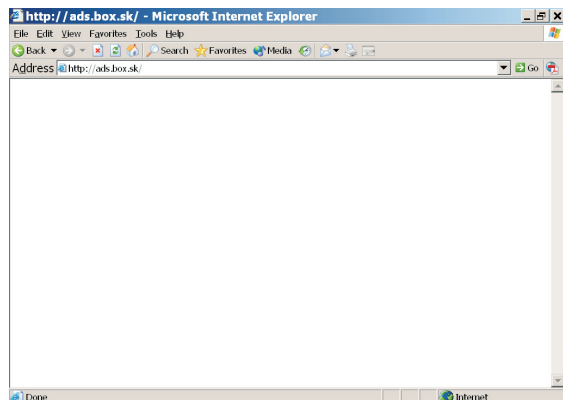 http://ads.box.sk/ - Microsoft Internet Explorer
File Edit View Favorites Tools Help
Back Search Favorites Media
Address http://ads.box.sk/ Go
Done Internet